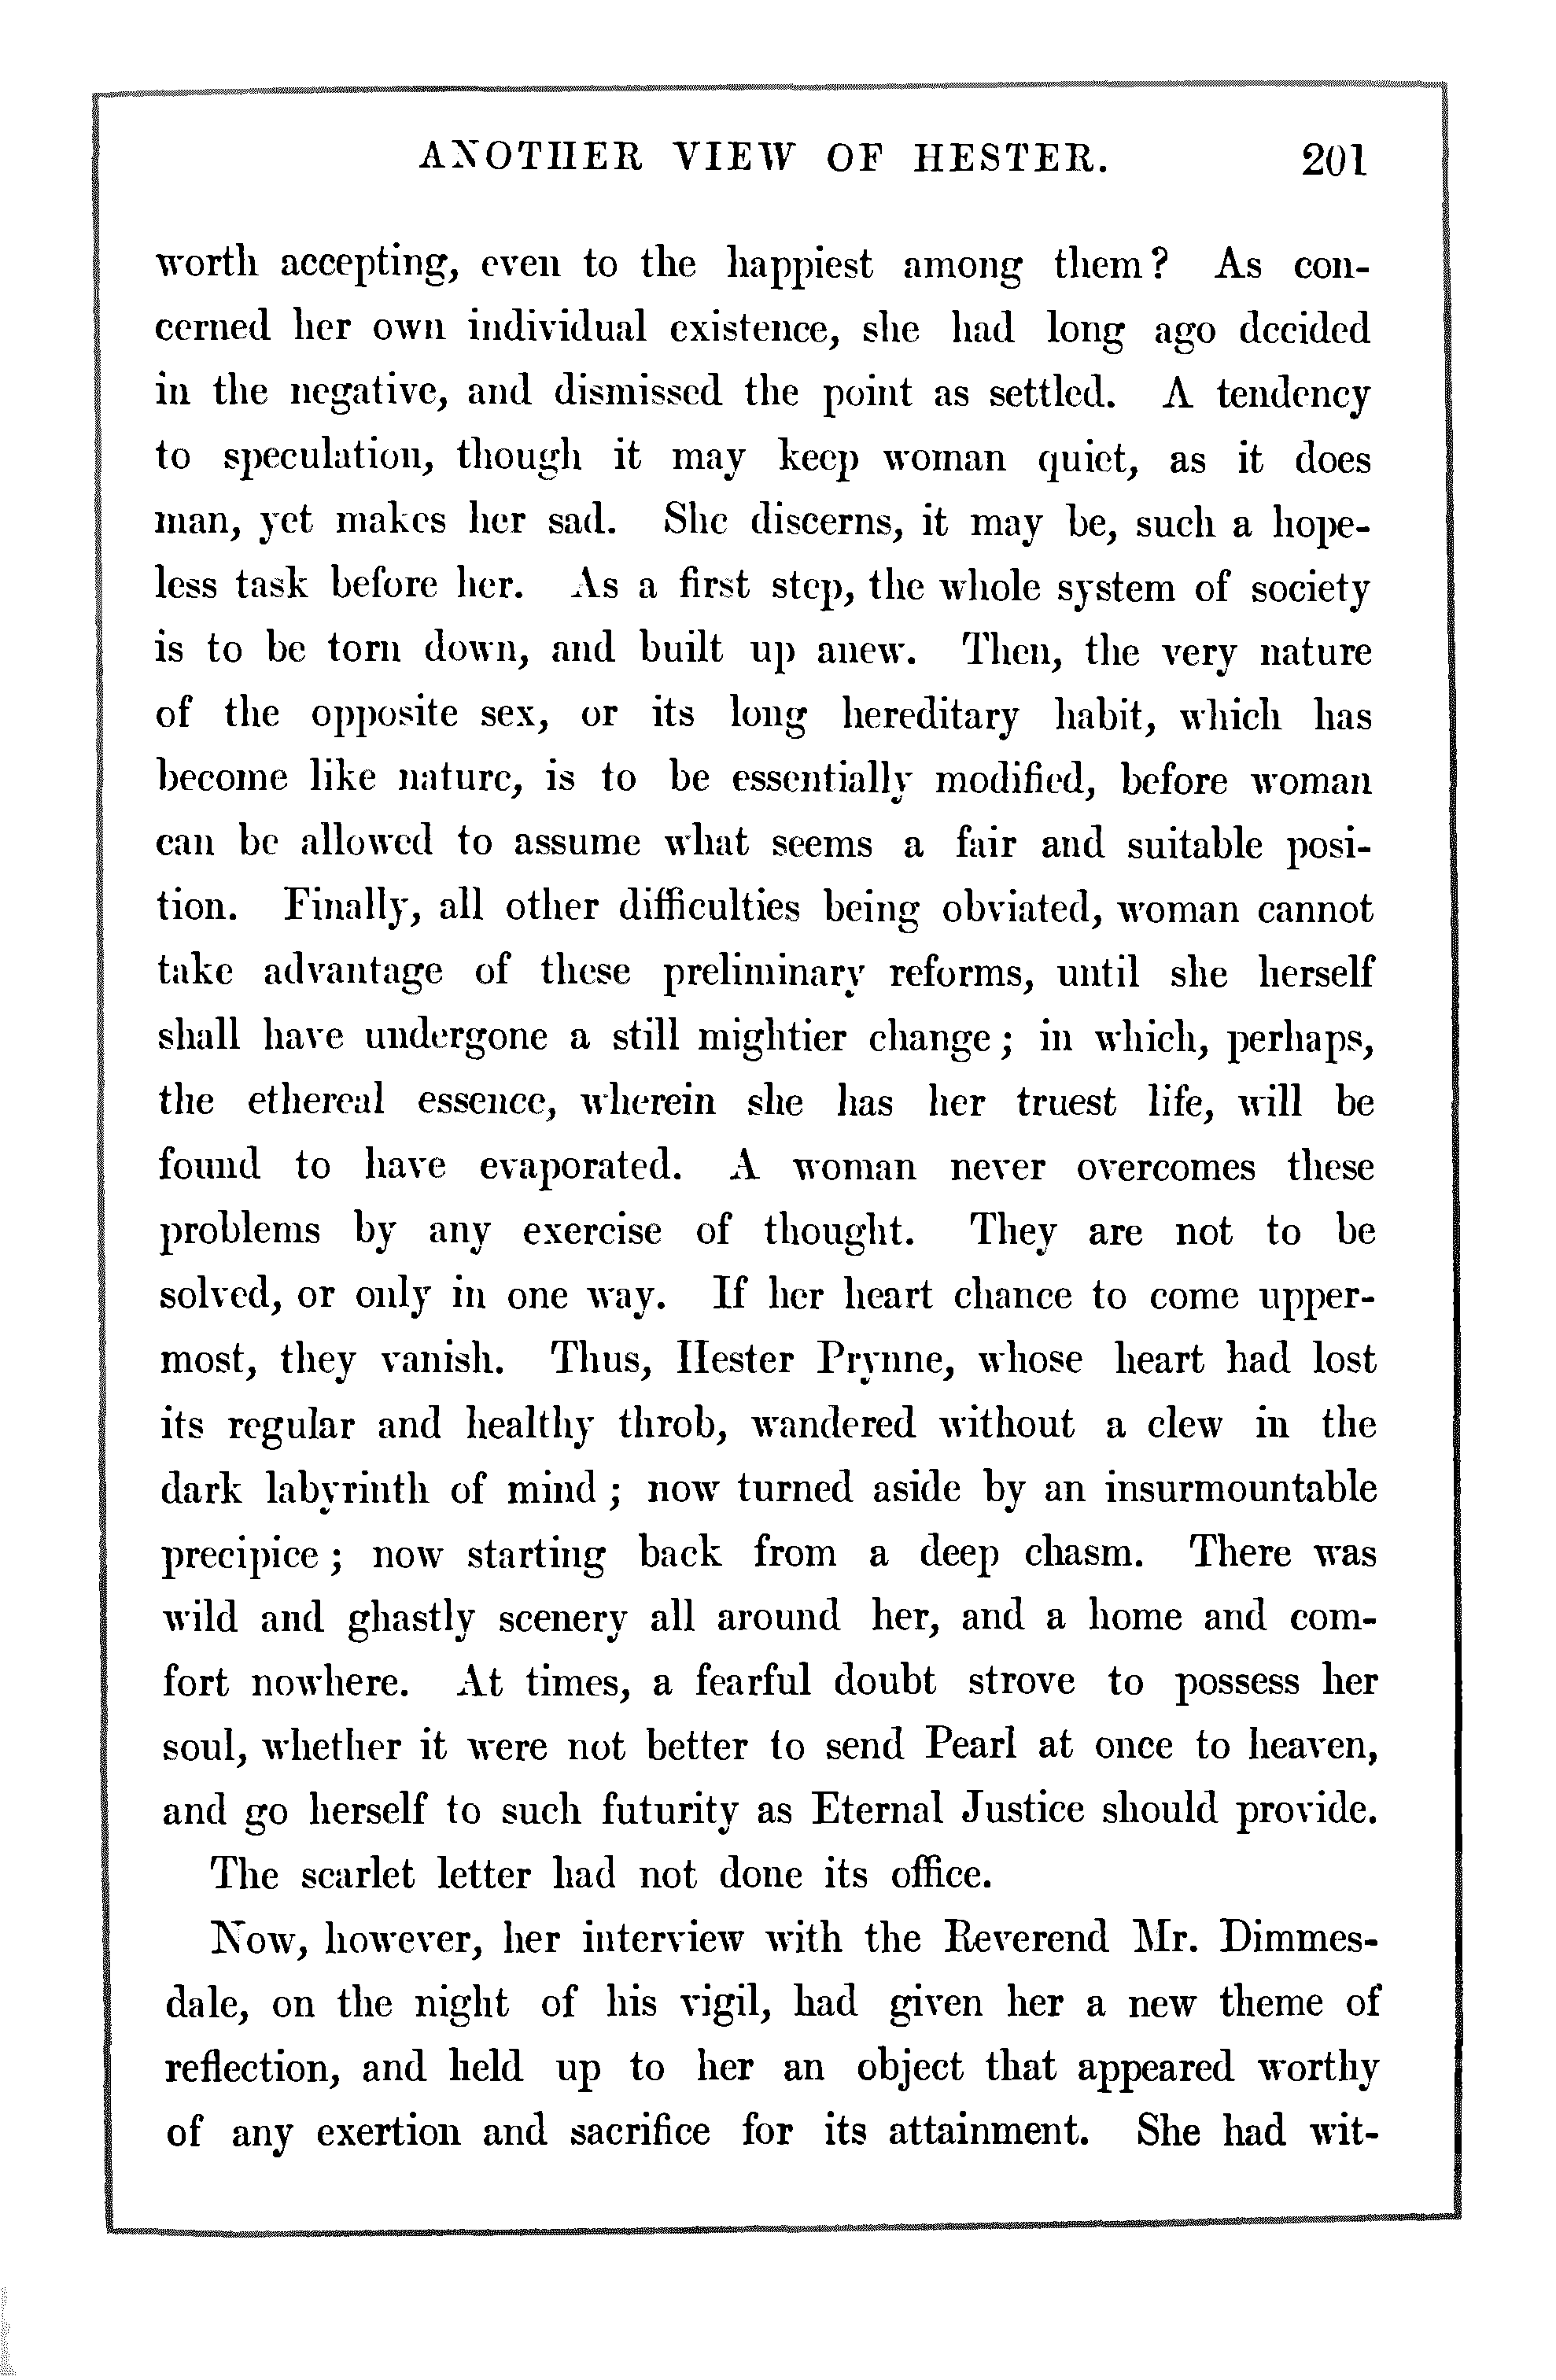 ANOTHER VIEW OF HESTER. 201
worth accepting, even to the happiest among them? As con-
cerned her own individual existence, she had long ago decided
in the negative, and dismissed the point as settled. A tendency
to speculation, though it may keep woman quiet, as it does
man, yet makes her sad. She discerns, it may be, such a hope-
less task before her. As a first step, the whole system of society
is to be torn down, and built up anew. Then, the very nature
of the opposite sex, or its long hereditary habit, which has
become like nature, is to be essentially modified, before woman
can be allowed to assume what seems a fair and suitable posi-
tion. Finally, all other difficulties being obviated, woman cannot
take advantage of these preliminary reforms, until she herself
shall have undergone a still mightier change; in which, perhaps,
the ethereal essence, wherein she has her truest life, will be
found to have evaporated. A woman never overcomes these
problems by any exercise of thought. They are not to be
solved, or only in one way. If her heart chance to come upper-
most, they vanish. Thus, Hester Prynne, whose heart had lost
its regular and healthy throb, wandered without a clew in the
dark labyrinth of mind; now turned aside by an insurmountable
precipice; now starting back from a deep chasm. There was
wild and ghastly scenery all around her, and a home and com-
fort nowhere. At times, a fearful doubt strove to possess her
soul, whether it were not better to send Pearl at once to heaven,
and go herself to such futurity as Eternal Justice should provide.
The scarlet letter had not done its office.
Now, however, her interview with the Reverend Mr. Dimmes-
dale, on the night of his vigil, had given her a new theme of
reflection, and held up to her an object that appeared worthy
of any exertion and sacrifice for its attainment. She had wit-